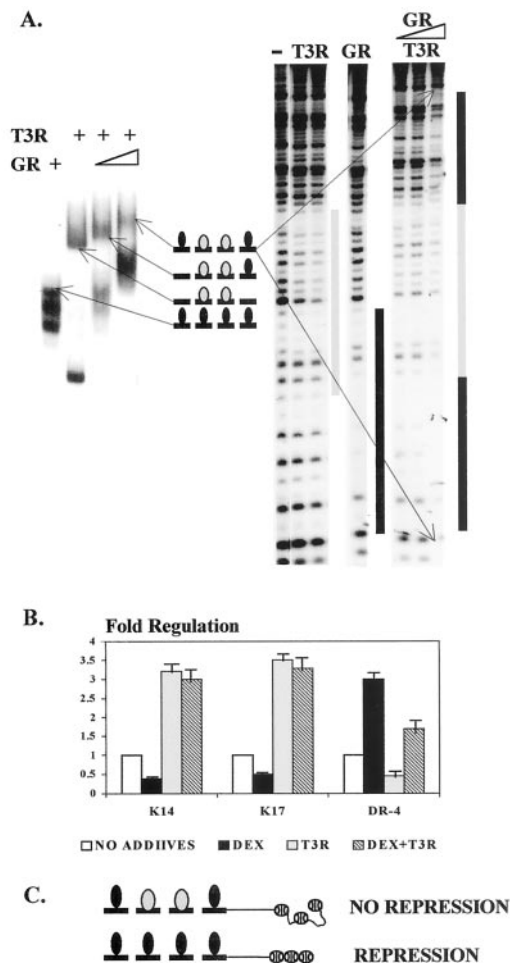 A.
GR
– T3R GR T3R
T3R + + +
GR +
B.
Fold Regulation
4
3.5
3
2.5
2
1.5
1
0.5
0
K14 K17 DR-4
NO ADDIIVES DEX T3R DEX+T3R
C.
NO REPRESSION
REPRESSION